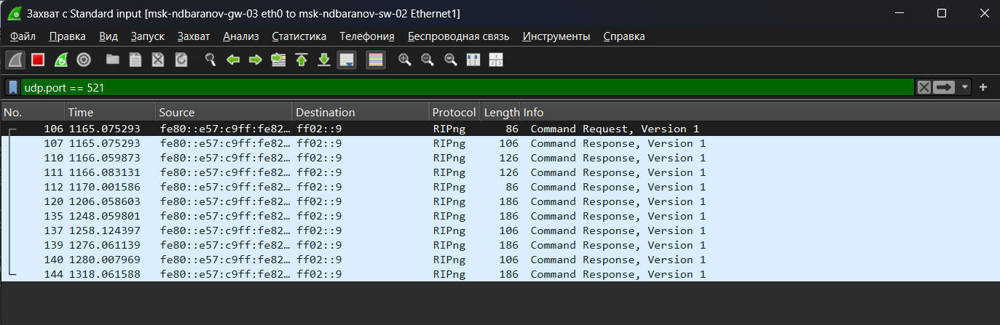 Захват с Standard input [msk-ndbaranov-gw-03 eth0 to msk-ndbaranov-sw-02 Ethernet1]
Файл Правка Вид Запуск Захват Анализ Статистика Телефония Беспроводная связь Инструменты Справка
udp.port == 521
No. Time Source Destination Protocol Length Info
106 1165.075293 fe80::e57:c9ff:fe82… ff02::9 RIPng 86 Command Request, Version 1
107 1165.075293 fe80::e57:c9ff:fe82… ff02::9 RIPng 106 Command Response, Version 1
110 1166.059873 fe80::e57:c9ff:fe82… ff02::9 RIPng 126 Command Response, Version 1
111 1166.083131 fe80::e57:c9ff:fe82… ff02::9 RIPng 126 Command Response, Version 1
112 1170.001586 fe80::e57:c9ff:fe82… ff02::9 RIPng 86 Command Response, Version 1
120 1206.058603 fe80::e57:c9ff:fe82… ff02::9 RIPng 186 Command Response, Version 1
135 1248.059801 fe80::e57:c9ff:fe82… ff02::9 RIPng 186 Command Response, Version 1
137 1258.124397 fe80::e57:c9ff:fe82… ff02::9 RIPng 106 Command Response, Version 1
139 1276.061139 fe80::e57:c9ff:fe82… ff02::9 RIPng 186 Command Response, Version 1
140 1280.007969 fe80::e57:c9ff:fe82… ff02::9 RIPng 106 Command Response, Version 1
144 1318.061588 fe80::e57:c9ff:fe82… ff02::9 RIPng 186 Command Response, Version 1